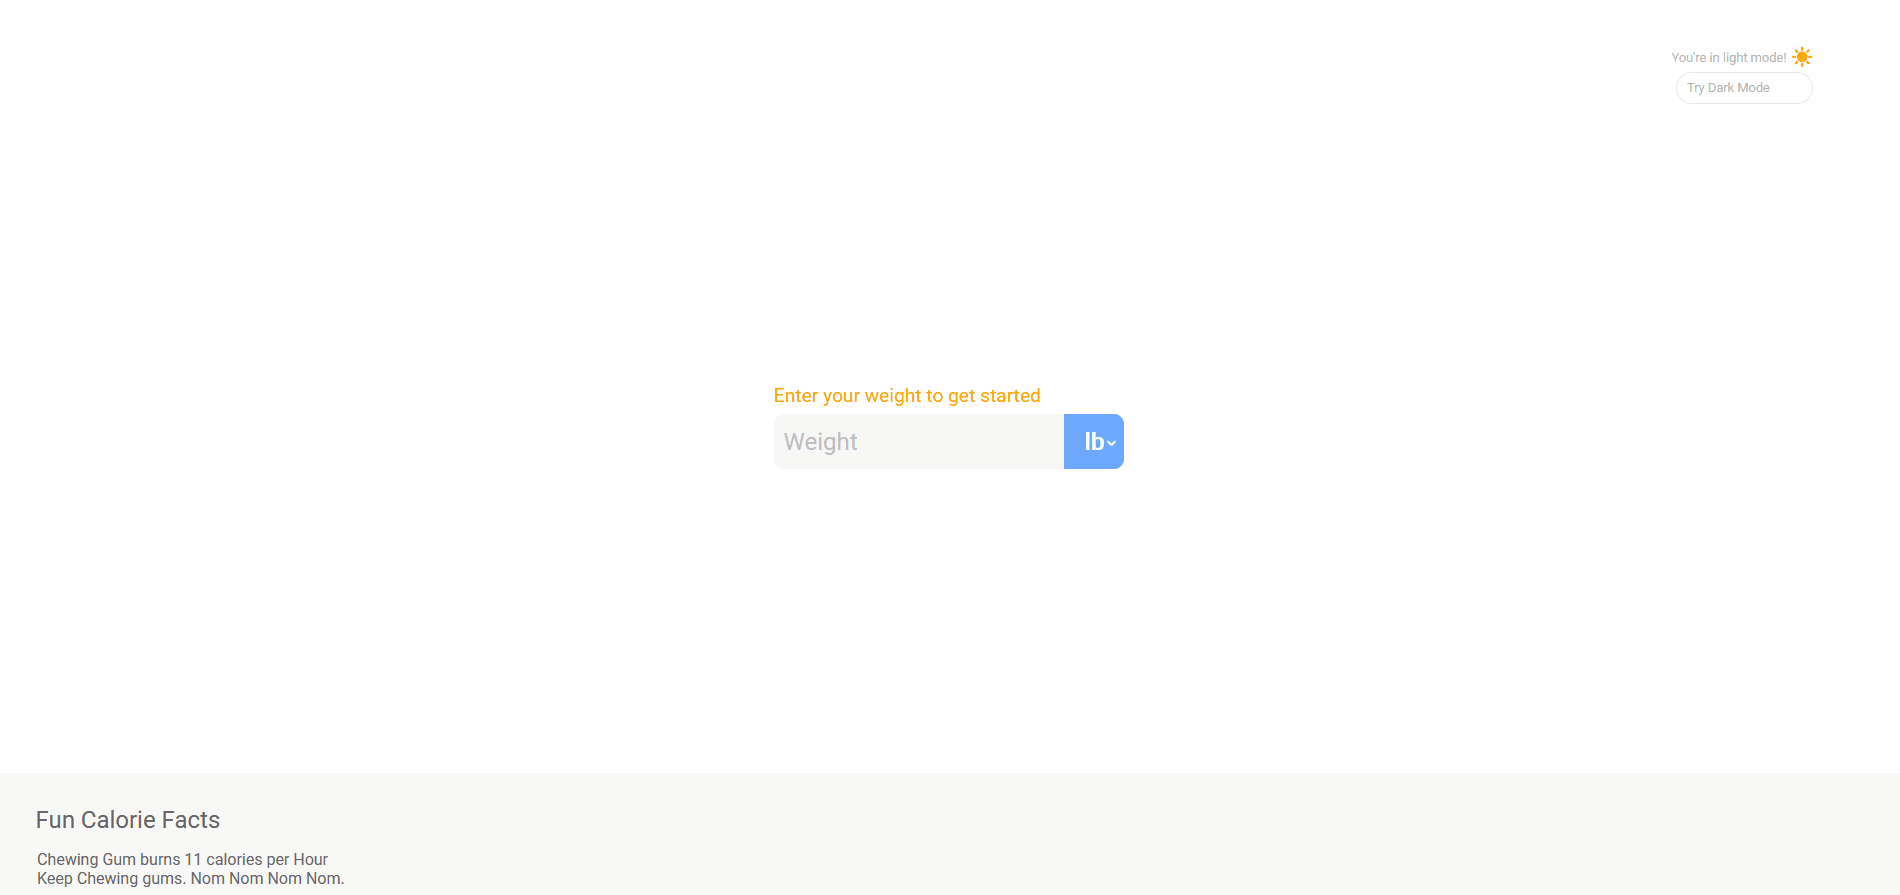 You're in light mode!
Try Dark Mode
Enter your weight to get started
Weight
lb
Fun Calorie Facts
Chewing Gum burns 11 calories per Hour
Keep Chewing gums. Nom Nom Nom Nom.